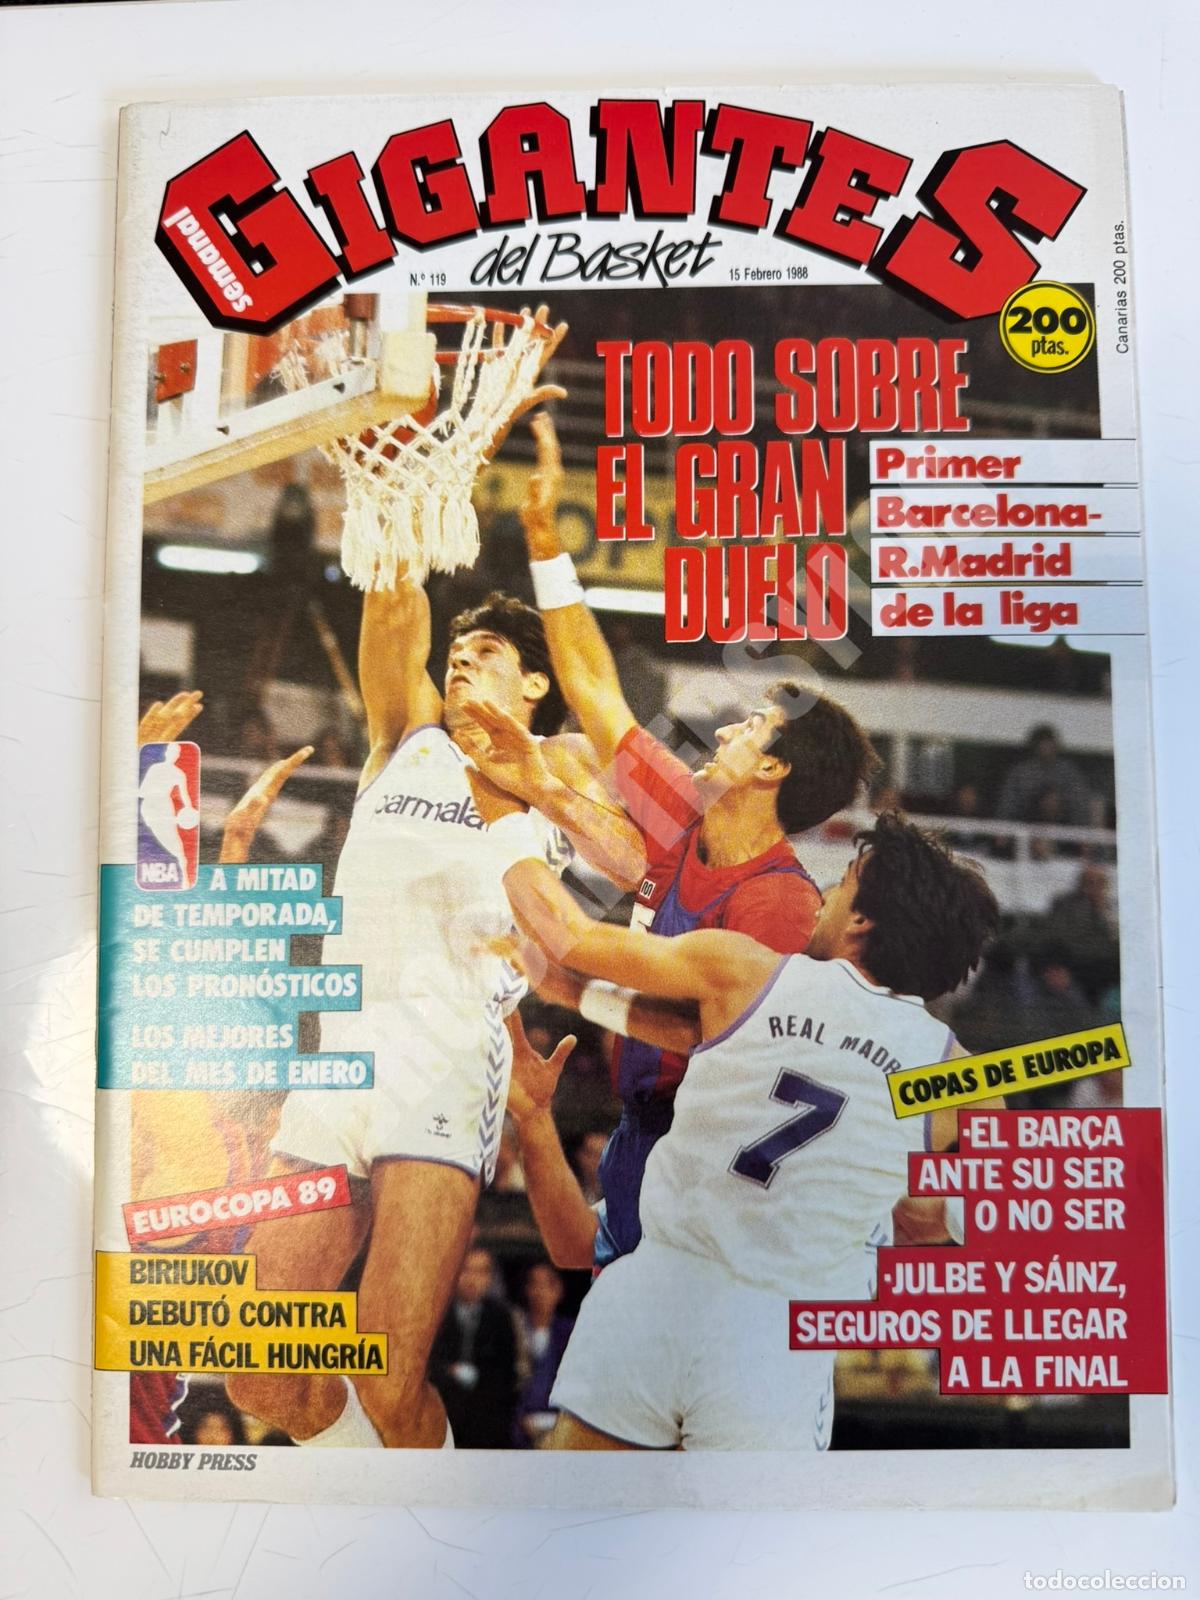 GIGANTES
semanal
del Basket
N.º 119
15 Febrero 1988
Canarias 200 ptas.
200
ptas.
TODO SOBRE
EL GRAN
DUELO
Primer
Barcelona-
R.Madrid
de la liga
parmala
NBA
A MITAD
DE TEMPORADA,
SE CUMPLEN
LOS PRONÓSTICOS
LOS MEJORES
DEL MES DE ENERO
REAL MADR
7
COPAS DE EUROPA
·EL BARÇA
ANTE SU SER
O NO SER
·JULBE Y SÁINZ,
SEGUROS DE LLEGAR
A LA FINAL
EUROCOPA 89
BIRIUKOV
DEBUTÓ CONTRA
UNA FÁCIL HUNGRÍA
HOBBY PRESS
todocoleccion